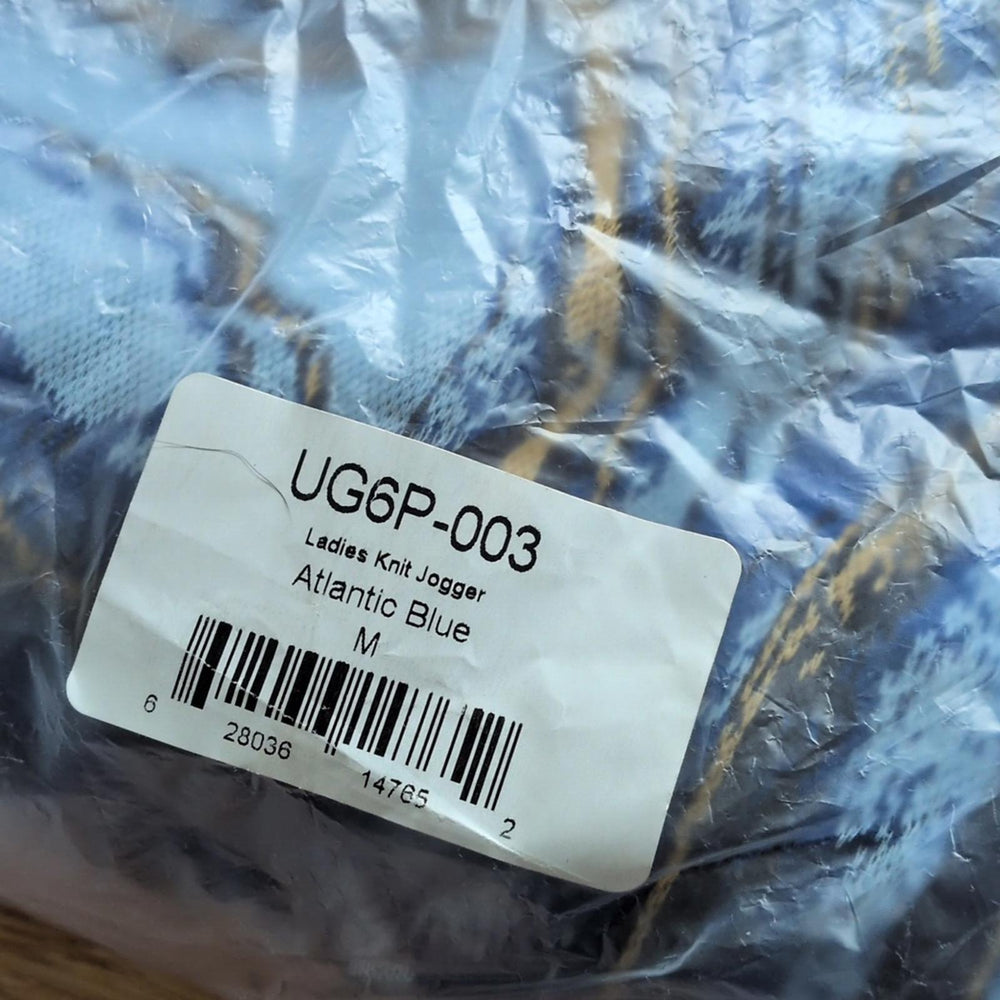 UG6P-003
Ladies Knit Jogger
Atlantic Blue
M
6 28036 14765 2